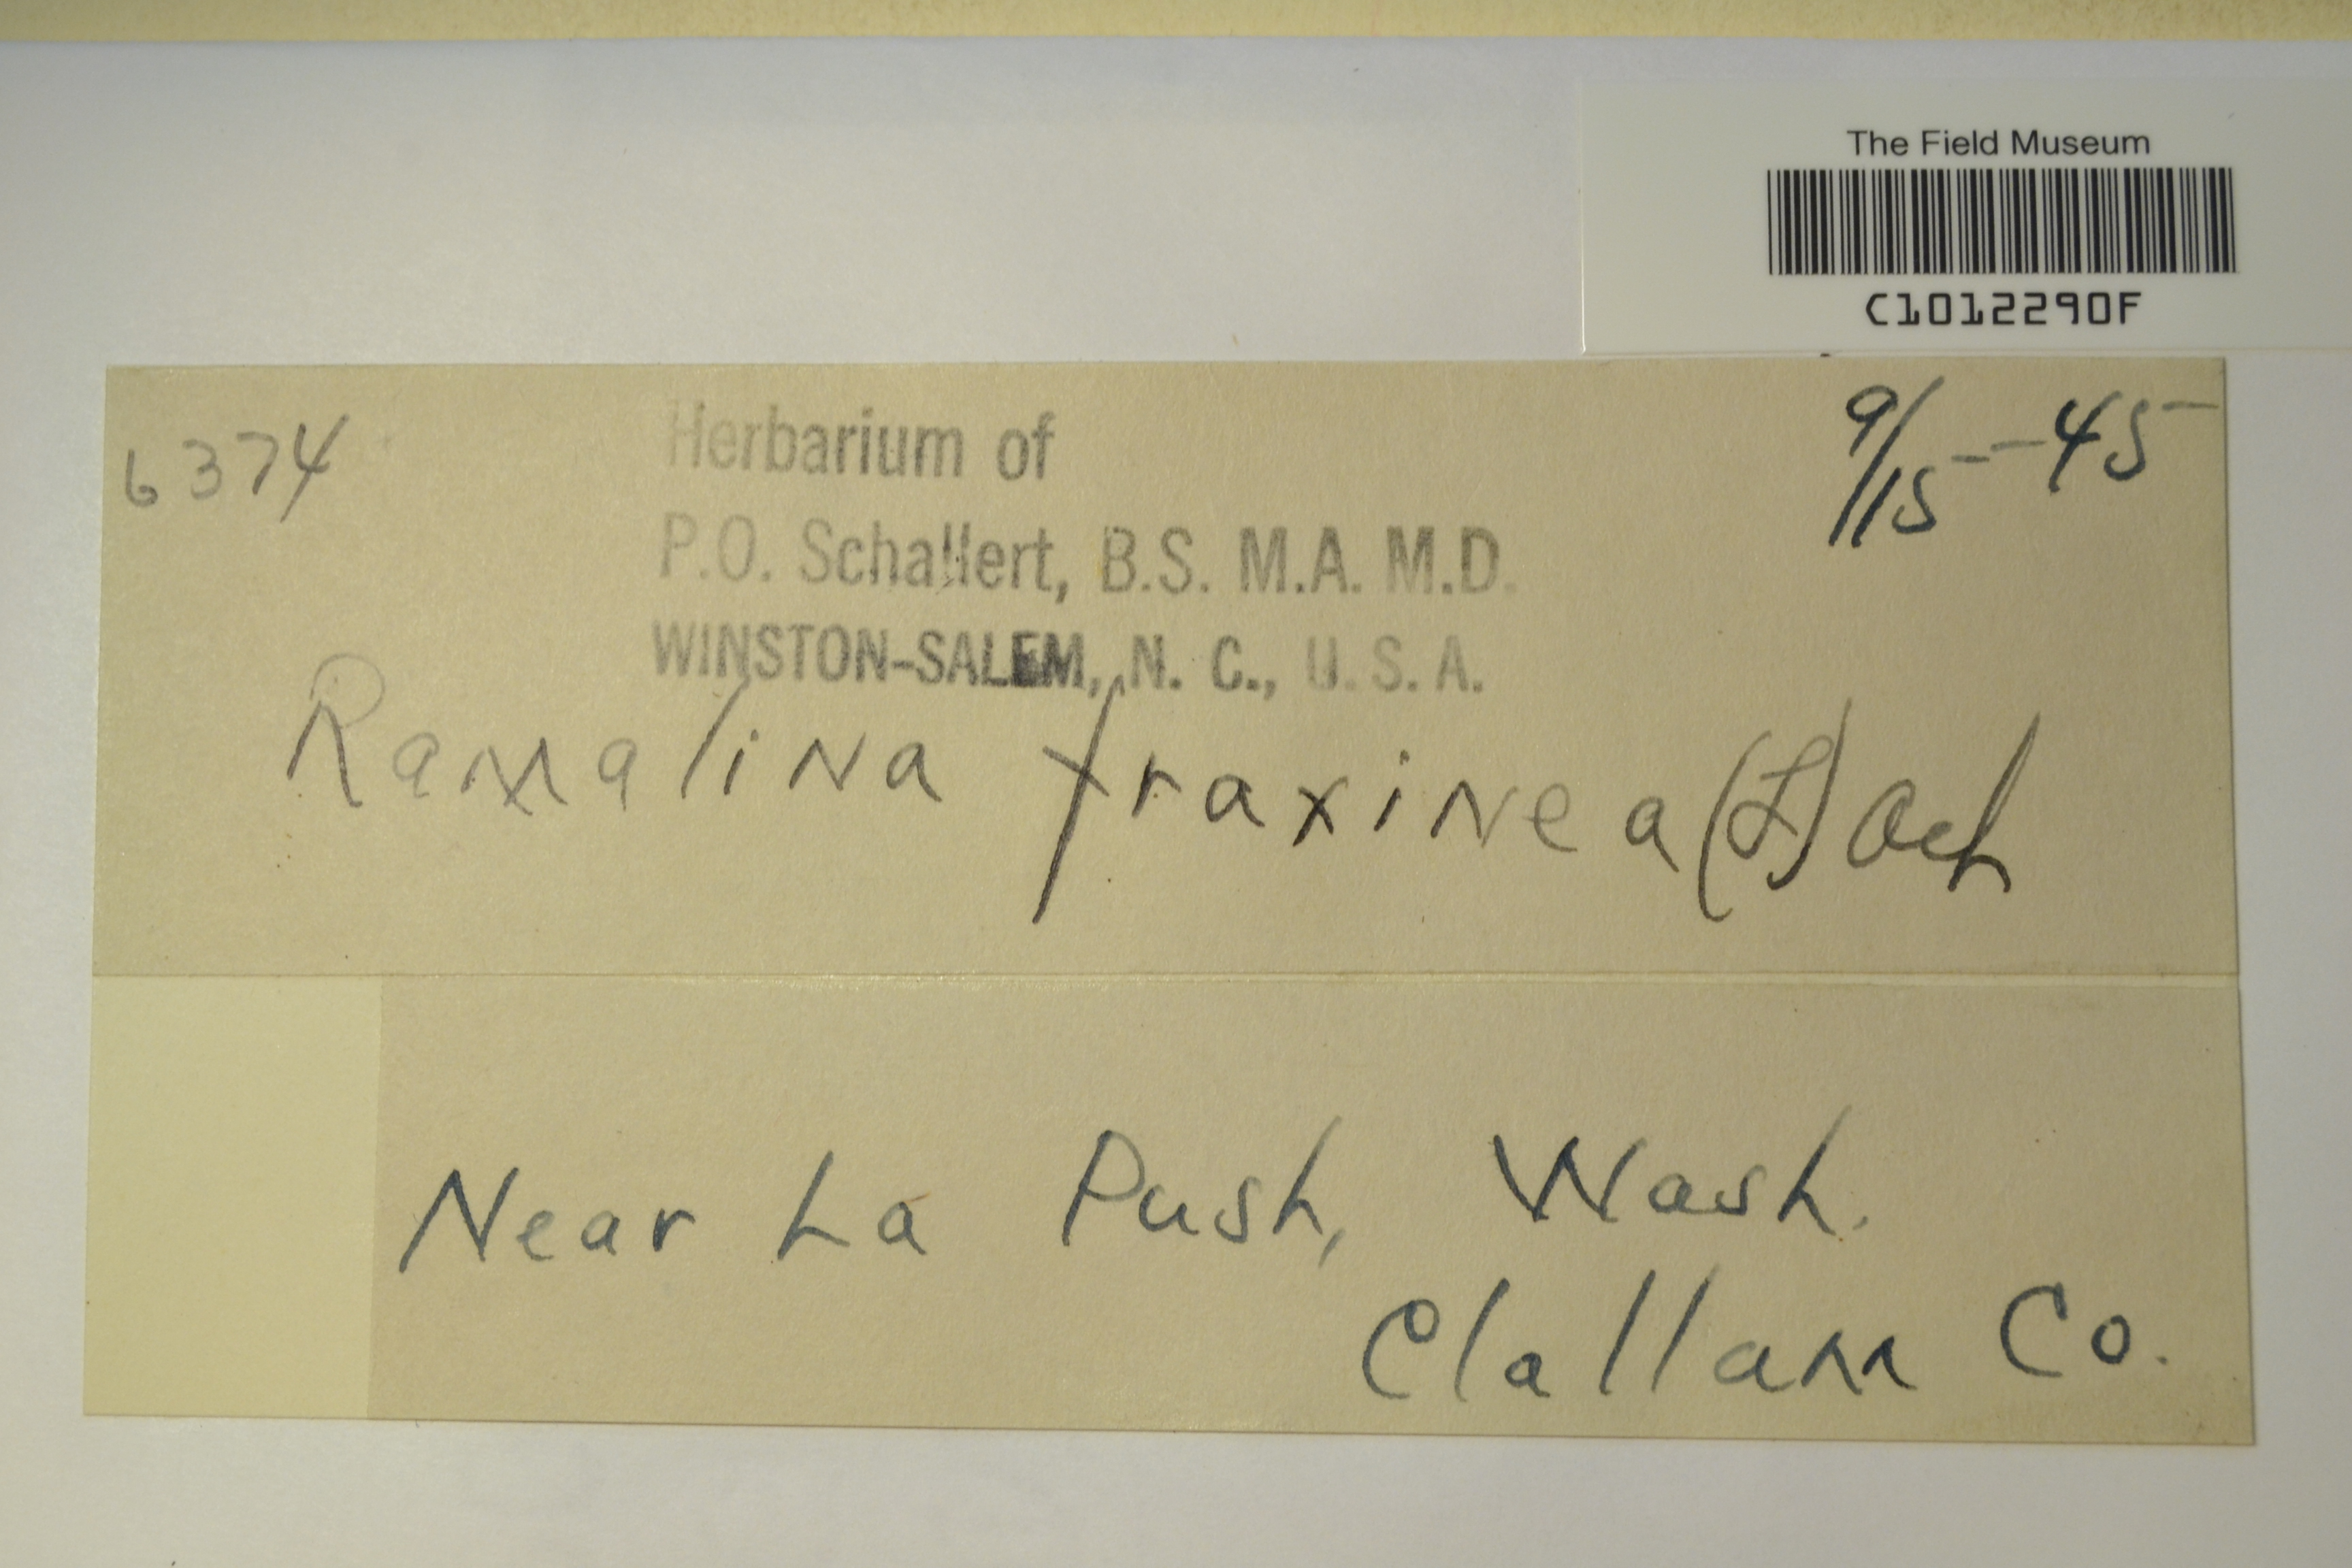 The Field Museum
C1012290F
6374
9/15-45
Herbarium of
P.O. Schallert, B.S. M.A. M.D.
WINSTON-SALEM, N. C., U. S. A.
Ramalina fraxinea (L) Ach
Near La Push, Wash.
Clallam Co.